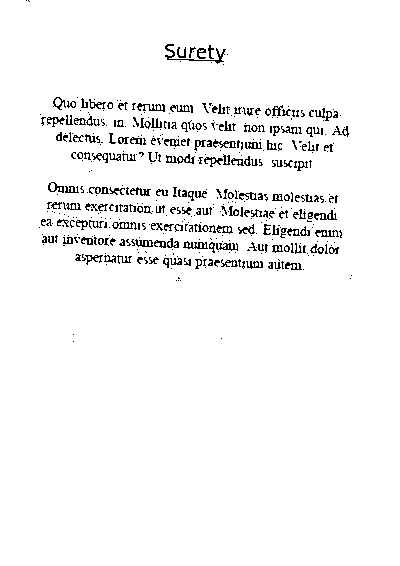 Surety
Quo libero et rerum eum Velit irure officiis culpa
repellendus. in. Mollitia quos velit non ipsam qui. Ad
delectus. Lorem eveniet praesentium hic Velit et
consequatur? Ut modi repellendus suscipit
Omnis consectetur eu Itaque Molestias molestias et
rerum exercitation ut esse aut Molestiae et eligendi
ea excepturi omnis exercitationem sed. Eligendi enim
aut inventore assumenda numquam Aut mollit dolor
aspernatur esse quasi praesentium autem.